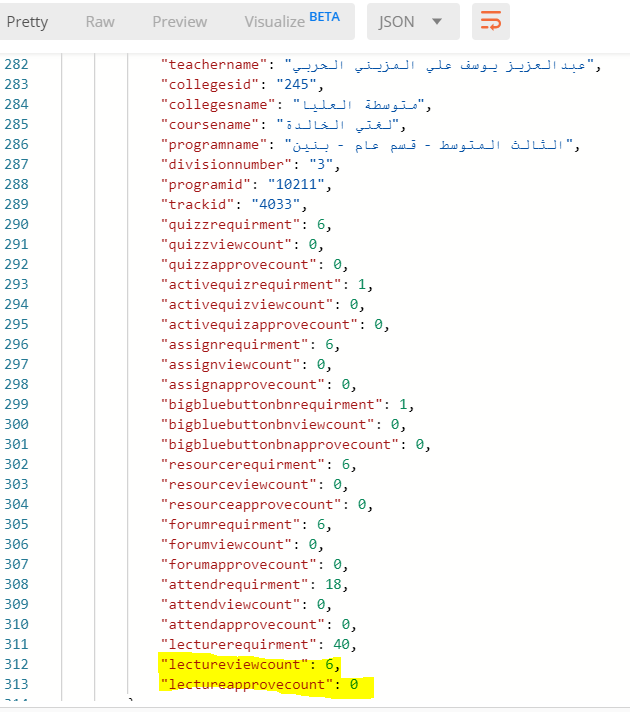 Pretty Raw Preview Visualize BETA JSON
282 "teachername": "عبدالعزيز يوسف علي المزيني الحربي",
283 "collegesid": "245",
284 "collegesname": "متوسطة العليا",
285 "coursename": "لغتي الخالدة",
286 "programname": "الثالث المتوسط - قسم عام - بنين",
287 "divisionnumber": "3",
288 "programid": "10211",
289 "trackid": "4033",
290 "quizzrequirment": 6,
291 "quizzviewcount": 0,
292 "quizzapprovecount": 0,
293 "activequizrequirment": 1,
294 "activequizviewcount": 0,
295 "activequizapprovecount": 0,
296 "assignrequirment": 6,
297 "assignviewcount": 0,
298 "assignapprovecount": 0,
299 "bigbluebuttonbnrequirment": 1,
300 "bigbluebuttonbnviewcount": 0,
301 "bigbluebuttonbnapprovecount": 0,
302 "resourcerequirment": 6,
303 "resourceviewcount": 0,
304 "resourceapprovecount": 0,
305 "forumrequirment": 6,
306 "forumviewcount": 0,
307 "forumapprovecount": 0,
308 "attendrequirment": 18,
309 "attendviewcount": 0,
310 "attendapprovecount": 0,
311 "lecturerequirment": 40,
312 "lectureviewcount": 6,
313 "lectureapprovecount": 0